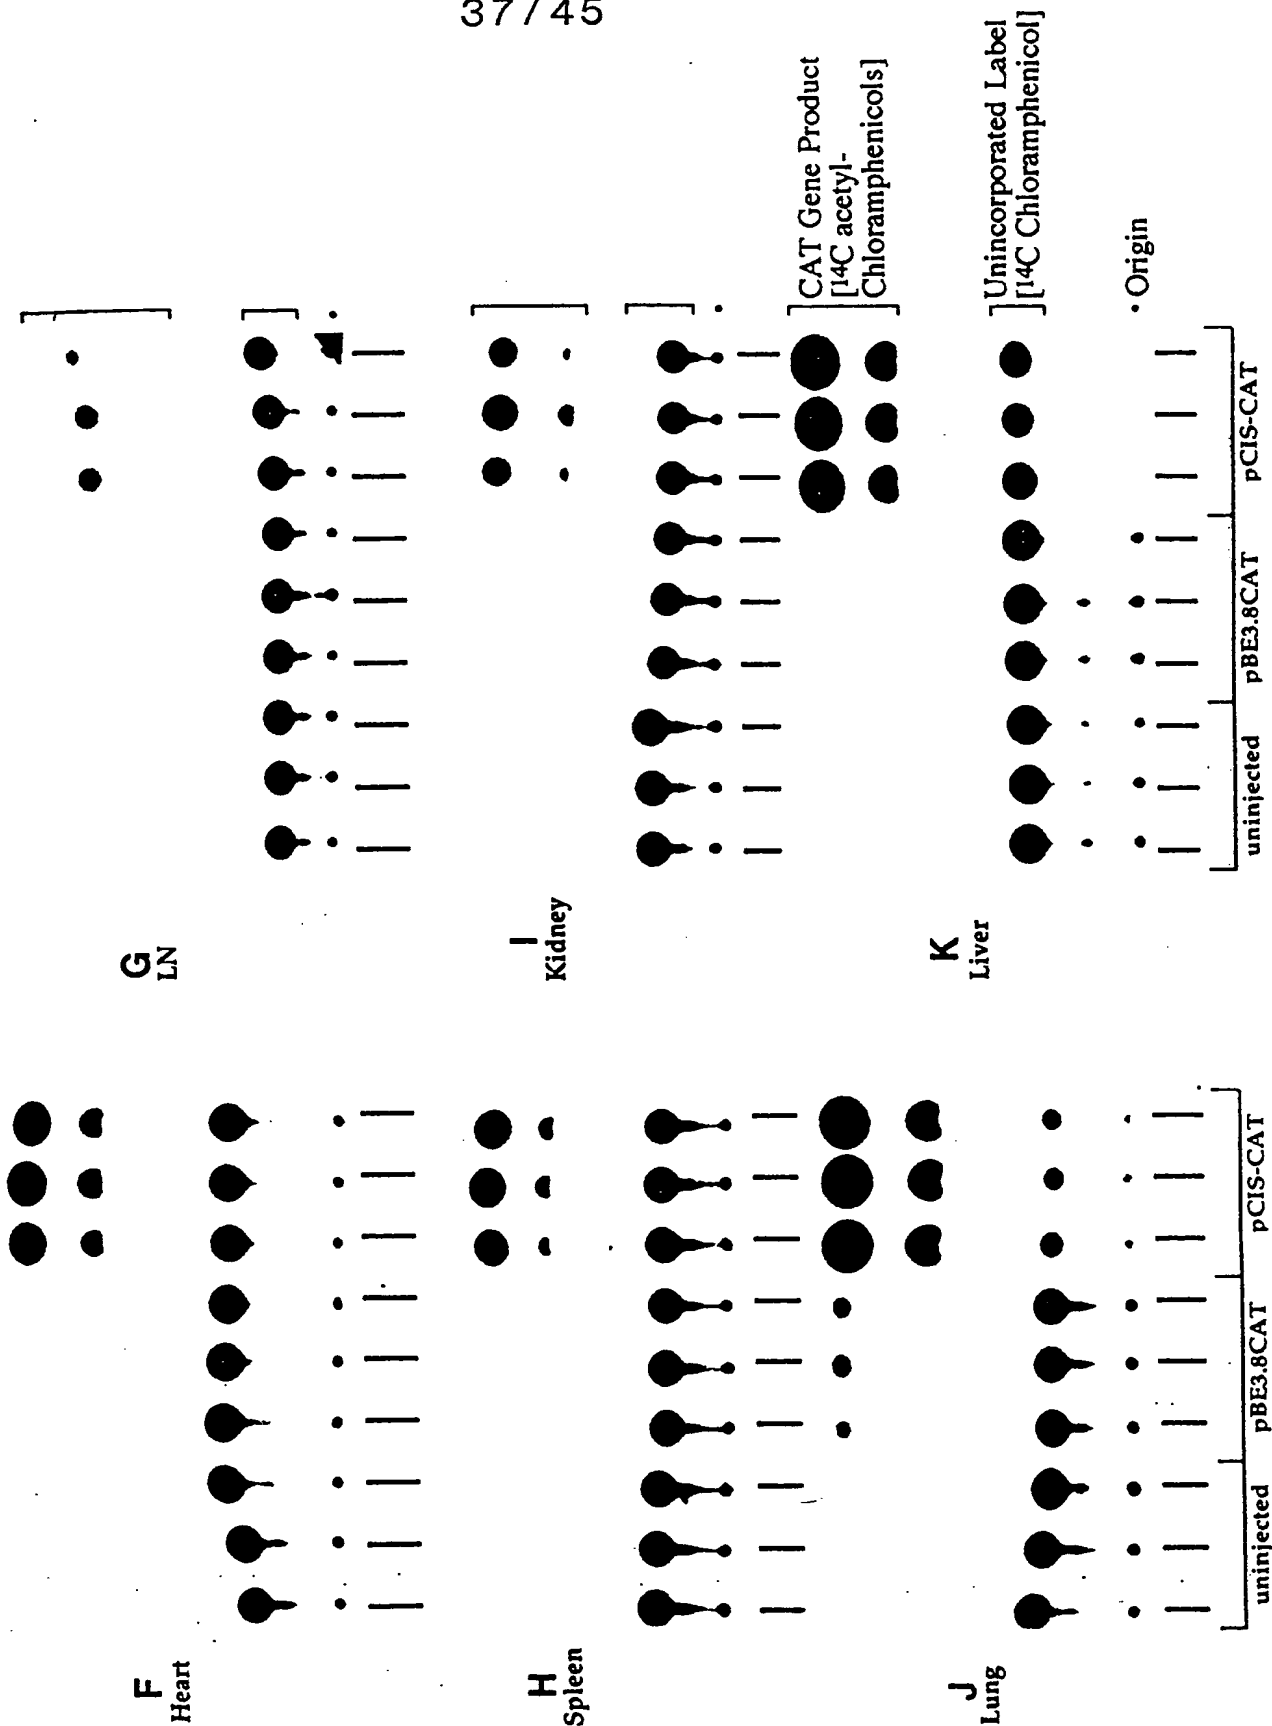 37/45
F
Heart
G
LN
H
Spleen
I
Kidney
J
Lung
K
Liver
CAT Gene Product
[14C acetyl-
Chloramphenicols]
Unincorporated Label
[14C Chloramphenicol]
• Origin
uninjected
pBE3.8CAT
pCIS-CAT
uninjected
pBE3.8CAT
pCIS-CAT